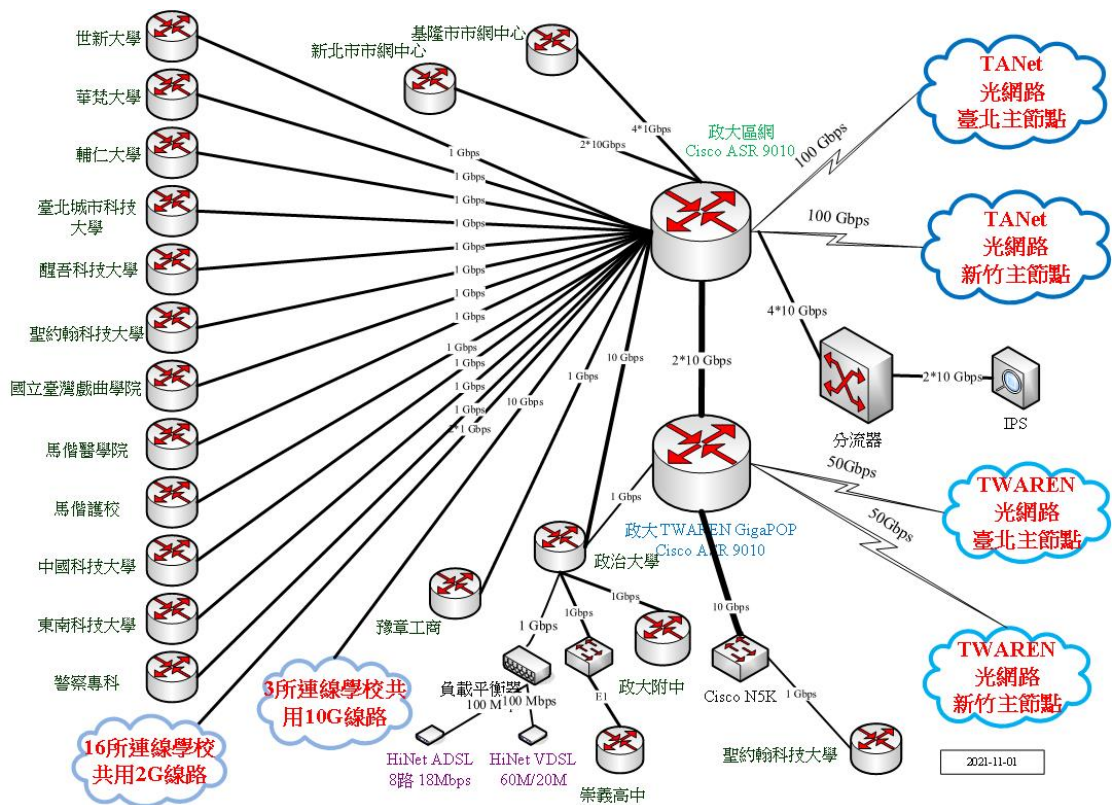 世新大學
華梵大學
輔仁大學
臺北城市科技
大學
醒吾科技大學
聖約翰科技大學
國立臺灣戲曲學院
馬偕醫學院
馬偕護校
中國科技大學
東南科技大學
警察專科
16所連線學校
共用2G線路
3所連線學校共
用10G線路
新北市市網中心
基隆市市網中心
4*1Gbps
2*10Gbps
政大區網
Cisco ASR 9010
1 Gbps
1 Gbps
1 Gbps
1 Gbps
1 Gbps
1 Gbps
1 Gbps
1 Gbps
1 Gbps
1 Gbps
1 Gbps
2*1 Gbps
10 Gbps
1 Gbps
10 Gbps
2*10 Gbps
100 Gbps
100 Gbps
TANet
光網路
臺北主節點
TANet
光網路
新竹主節點
4*10 Gbps
分流器
2*10 Gbps
IPS
50Gbps
50Gbps
TWAREN
光網路
臺北主節點
TWAREN
光網路
新竹主節點
政大TWAREN GigaPOP
Cisco ASR 9010
1 Gbps
政治大學
豫章工商
1 Gbps
1Gbps
1Gbps
10 Gbps
負載平衡器
100 M
100 Mbps
E1
政大附中
Cisco N5K
1 Gbps
HiNet ADSL
8路 18Mbps
HiNet VDSL
60M/20M
崇義高中
聖約翰科技大學
2021-11-01